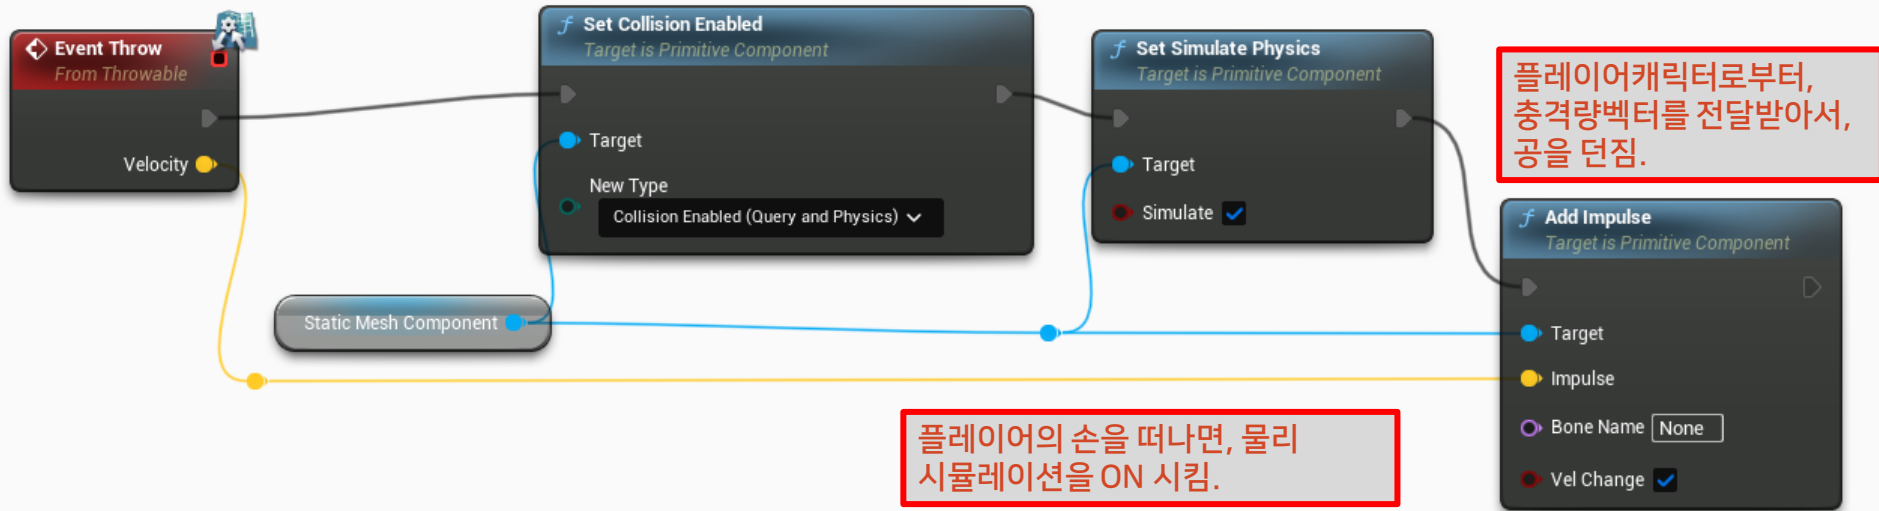 Event Throw
From Throwable
Velocity
Static Mesh Component
Set Collision Enabled
Target is Primitive Component
Target
New Type
Collision Enabled (Query and Physics)
Set Simulate Physics
Target is Primitive Component
Target
Simulate
플레이어캐릭터로부터,
충격량벡터를 전달받아서,
공을 던짐.
Add Impulse
Target is Primitive Component
Target
Impulse
Bone Name None
Vel Change
플레이어의 손을 떠나면, 물리
시뮬레이션을 ON 시킴.